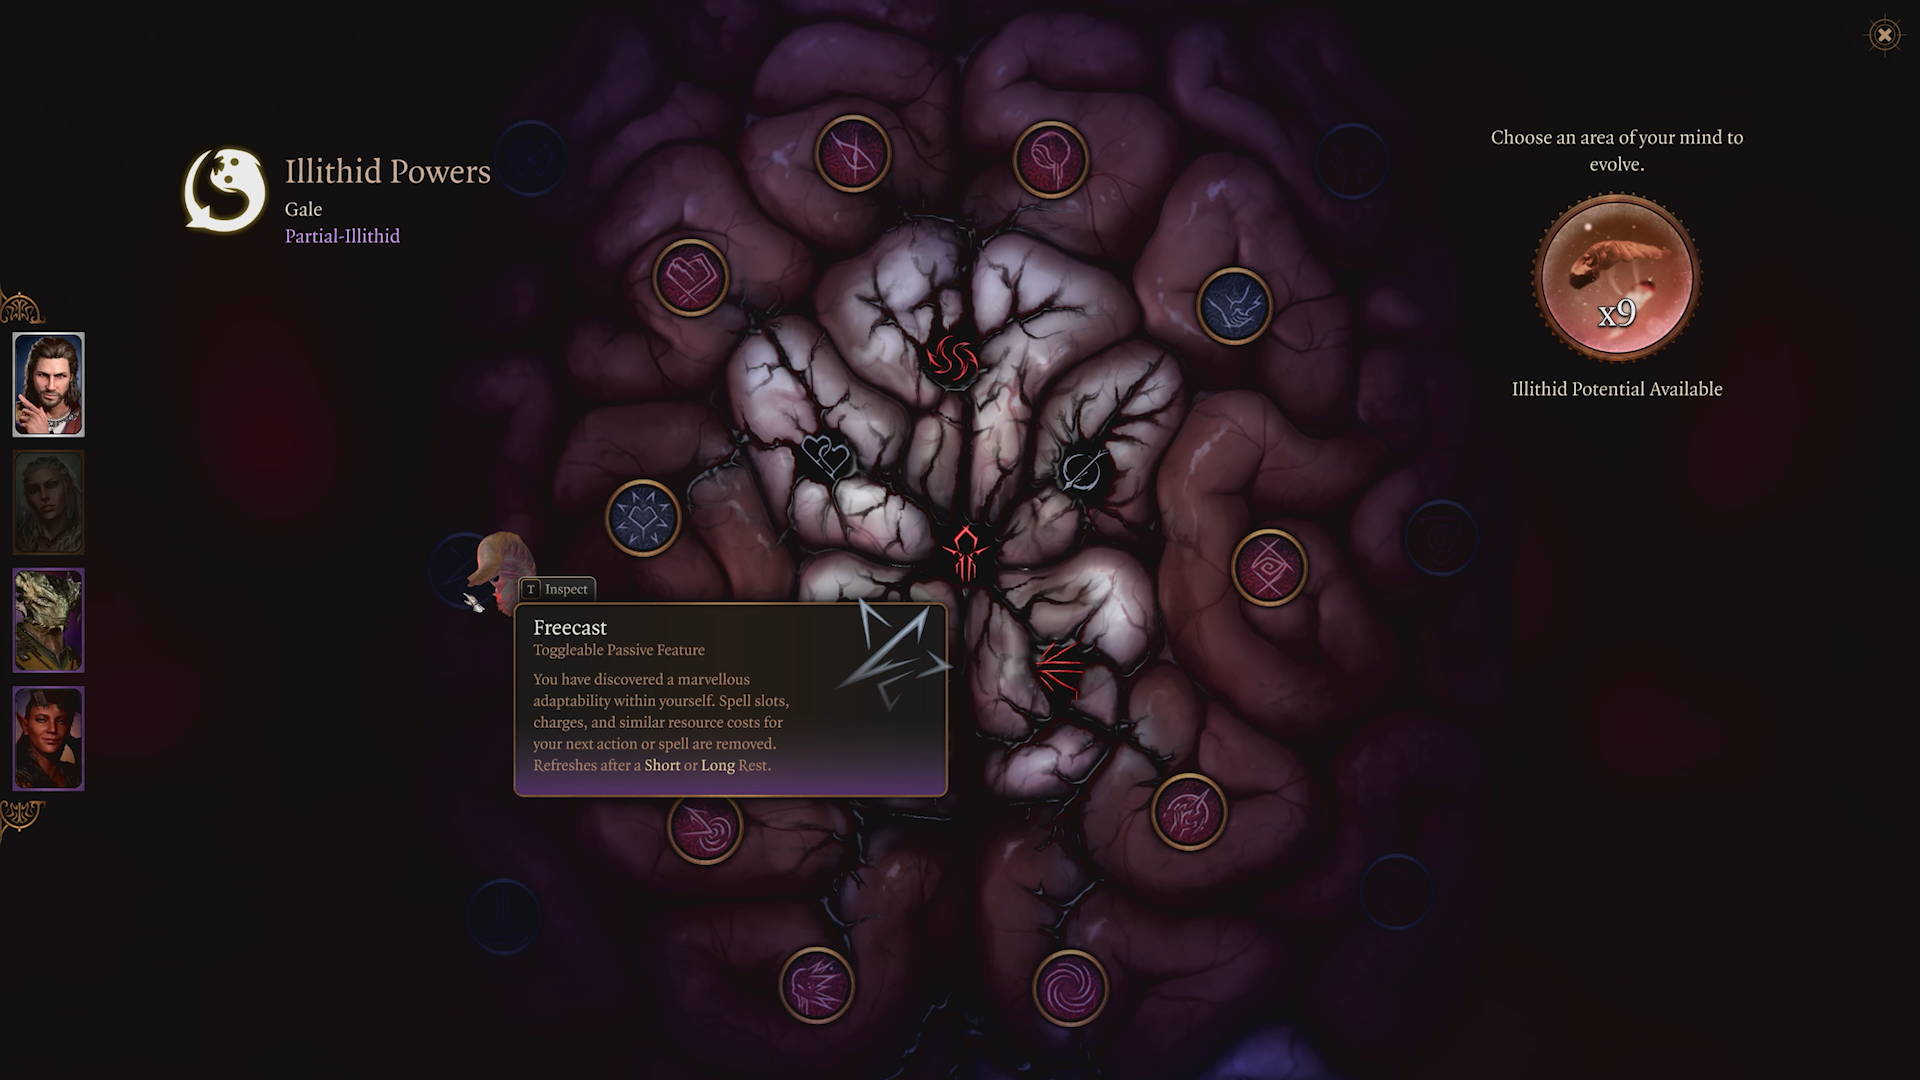 Illithid Powers
Gale
Partial-Illithid
Choose an area of your mind to
evolve.
x9
Illithid Potential Available
T Inspect
Freecast
Toggleable Passive Feature
You have discovered a marvellous
adaptability within yourself. Spell slots,
charges, and similar resource costs for
your next action or spell are removed.
Refreshes after a Short or Long Rest.